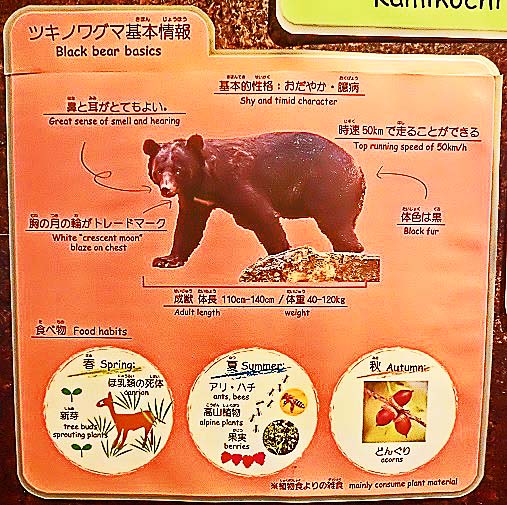 Kamikochi
ツキノワグマ基本情報
Black bear basics
基本的性格：おだやか・臆病
Shy and timid character
鼻と耳がとてもよい。
Great sense of smell and hearing
時速50kmで走ることができる
Top running speed of 50km/h
胸の月の輪がトレードマーク
White "crescent moon"
blaze on chest
体色は黒
Black fur
成獣 体長 110cm-140cm / 体重 40-120kg
Adult length weight
食べ物 Food habits
春 Spring:
ほ乳類の死体
carrion
新芽
tree buds
sprouting plants
夏 Summer:
アリ・ハチ
ants, bees
高山植物
alpine plants
果実
berries
秋 Autumn:
どんぐり
acorns
※植物食よりの雑食 mainly consume plant material